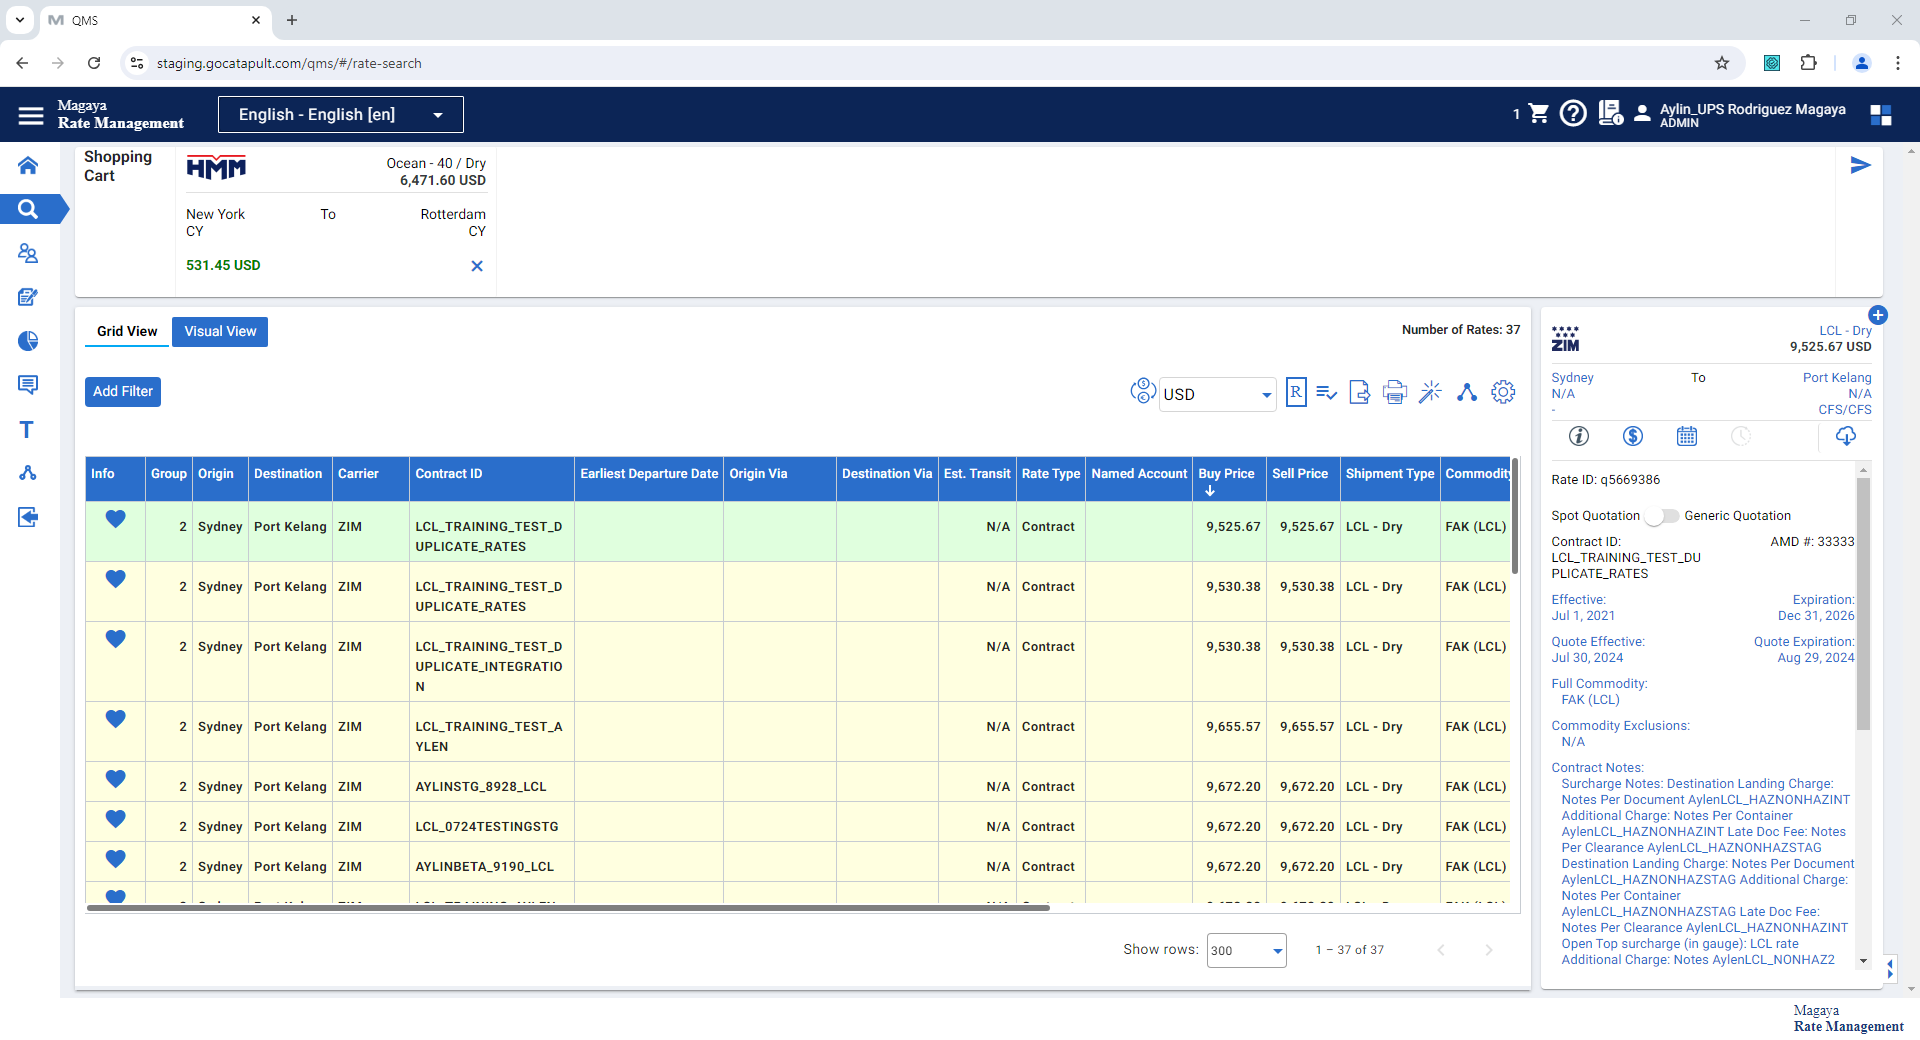 QMS
staging.gocatapult.com/qms/#/rate-search
Magaya
Rate Management
English - English [en]
1
Aylin_UPS Rodriguez Magaya
ADMIN
Shopping
Cart
HMM
Ocean - 40 / Dry
6,471.60 USD
New York To Rotterdam
CY CY
531.45 USD
Grid View
Visual View
Number of Rates: 37
Add Filter
USD
R
Info Group Origin Destination Carrier Contract ID Earliest Departure Date Origin Via Destination Via Est. Transit Rate Type Named Account Buy Price Sell Price Shipment Type Commodity
2 Sydney Port Kelang ZIM LCL_TRAINING_TEST_D N/A Contract 9,525.67 9,525.67 LCL - Dry FAK (LCL)
UPLICATE_RATES
2 Sydney Port Kelang ZIM LCL_TRAINING_TEST_D N/A Contract 9,530.38 9,530.38 LCL - Dry FAK (LCL)
UPLICATE_RATES
2 Sydney Port Kelang ZIM LCL_TRAINING_TEST_D N/A Contract 9,530.38 9,530.38 LCL - Dry FAK (LCL)
UPLICATE_INTEGRATIO
N
2 Sydney Port Kelang ZIM LCL_TRAINING_TEST_A N/A Contract 9,655.57 9,655.57 LCL - Dry FAK (LCL)
YLEN
2 Sydney Port Kelang ZIM AYLINSTG_8928_LCL N/A Contract 9,672.20 9,672.20 LCL - Dry FAK (LCL)
2 Sydney Port Kelang ZIM LCL_0724TESTINGSTG N/A Contract 9,672.20 9,672.20 LCL - Dry FAK (LCL)
2 Sydney Port Kelang ZIM AYLINBETA_9190_LCL N/A Contract 9,672.20 9,672.20 LCL - Dry FAK (LCL)
Show rows: 300 1 – 37 of 37
ZIM
LCL - Dry
9,525.67 USD
Sydney To Port Kelang
N/A N/A
- CFS/CFS
Rate ID: q5669386
Spot Quotation Generic Quotation
Contract ID: AMD #: 33333
LCL_TRAINING_TEST_DU
PLICATE_RATES
Effective: Expiration:
Jul 1, 2021 Dec 31, 2026
Quote Effective: Quote Expiration:
Jul 30, 2024 Aug 29, 2024
Full Commodity:
FAK (LCL)
Commodity Exclusions:
N/A
Contract Notes:
Surcharge Notes: Destination Landing Charge:
Notes Per Document AylenLCL_HAZNONHAZINT
Additional Charge: Notes Per Container
AylenLCL_HAZNONHAZINT Late Doc Fee: Notes
Per Clearance AylenLCL_HAZNONHAZSTAG
Destination Landing Charge: Notes Per Document
AylenLCL_HAZNONHAZSTAG Additional Charge:
Notes Per Container
AylenLCL_HAZNONHAZSTAG Late Doc Fee:
Notes Per Clearance AylenLCL_HAZNONHAZINT
Open Top surcharge (in gauge): LCL rate
Additional Charge: Notes AylenLCL_NONHAZ2
Magaya
Rate Management